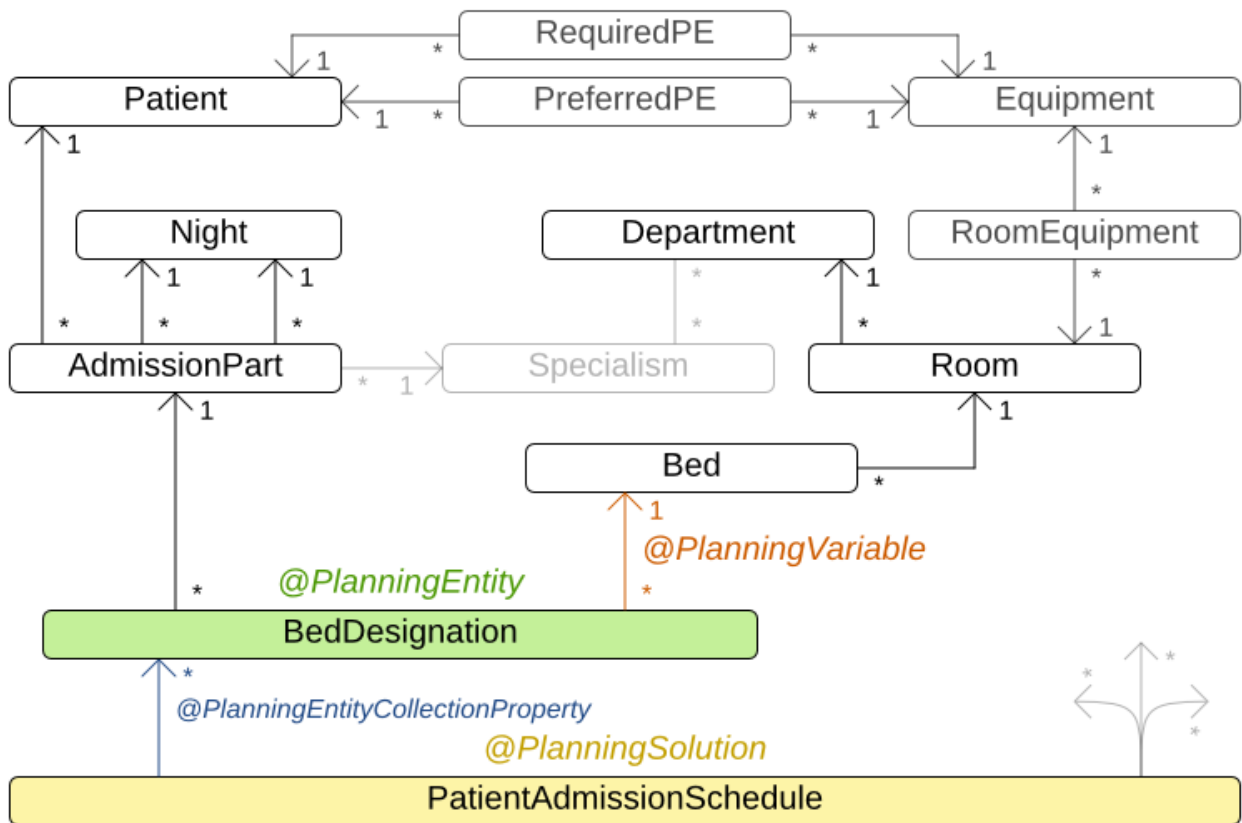 RequiredPE
* *
1 1
Patient PreferredPE Equipment
1 * * 1
1 1
*
Night Department RoomEquipment
1 1 * 1 *
* * * * * 1
AdmissionPart Specialism Room
* 1
1 1
Bed
*
1
@PlanningVariable
@PlanningEntity
* *
BedDesignation
* * *
@PlanningEntityCollectionProperty
*
@PlanningSolution
PatientAdmissionSchedule